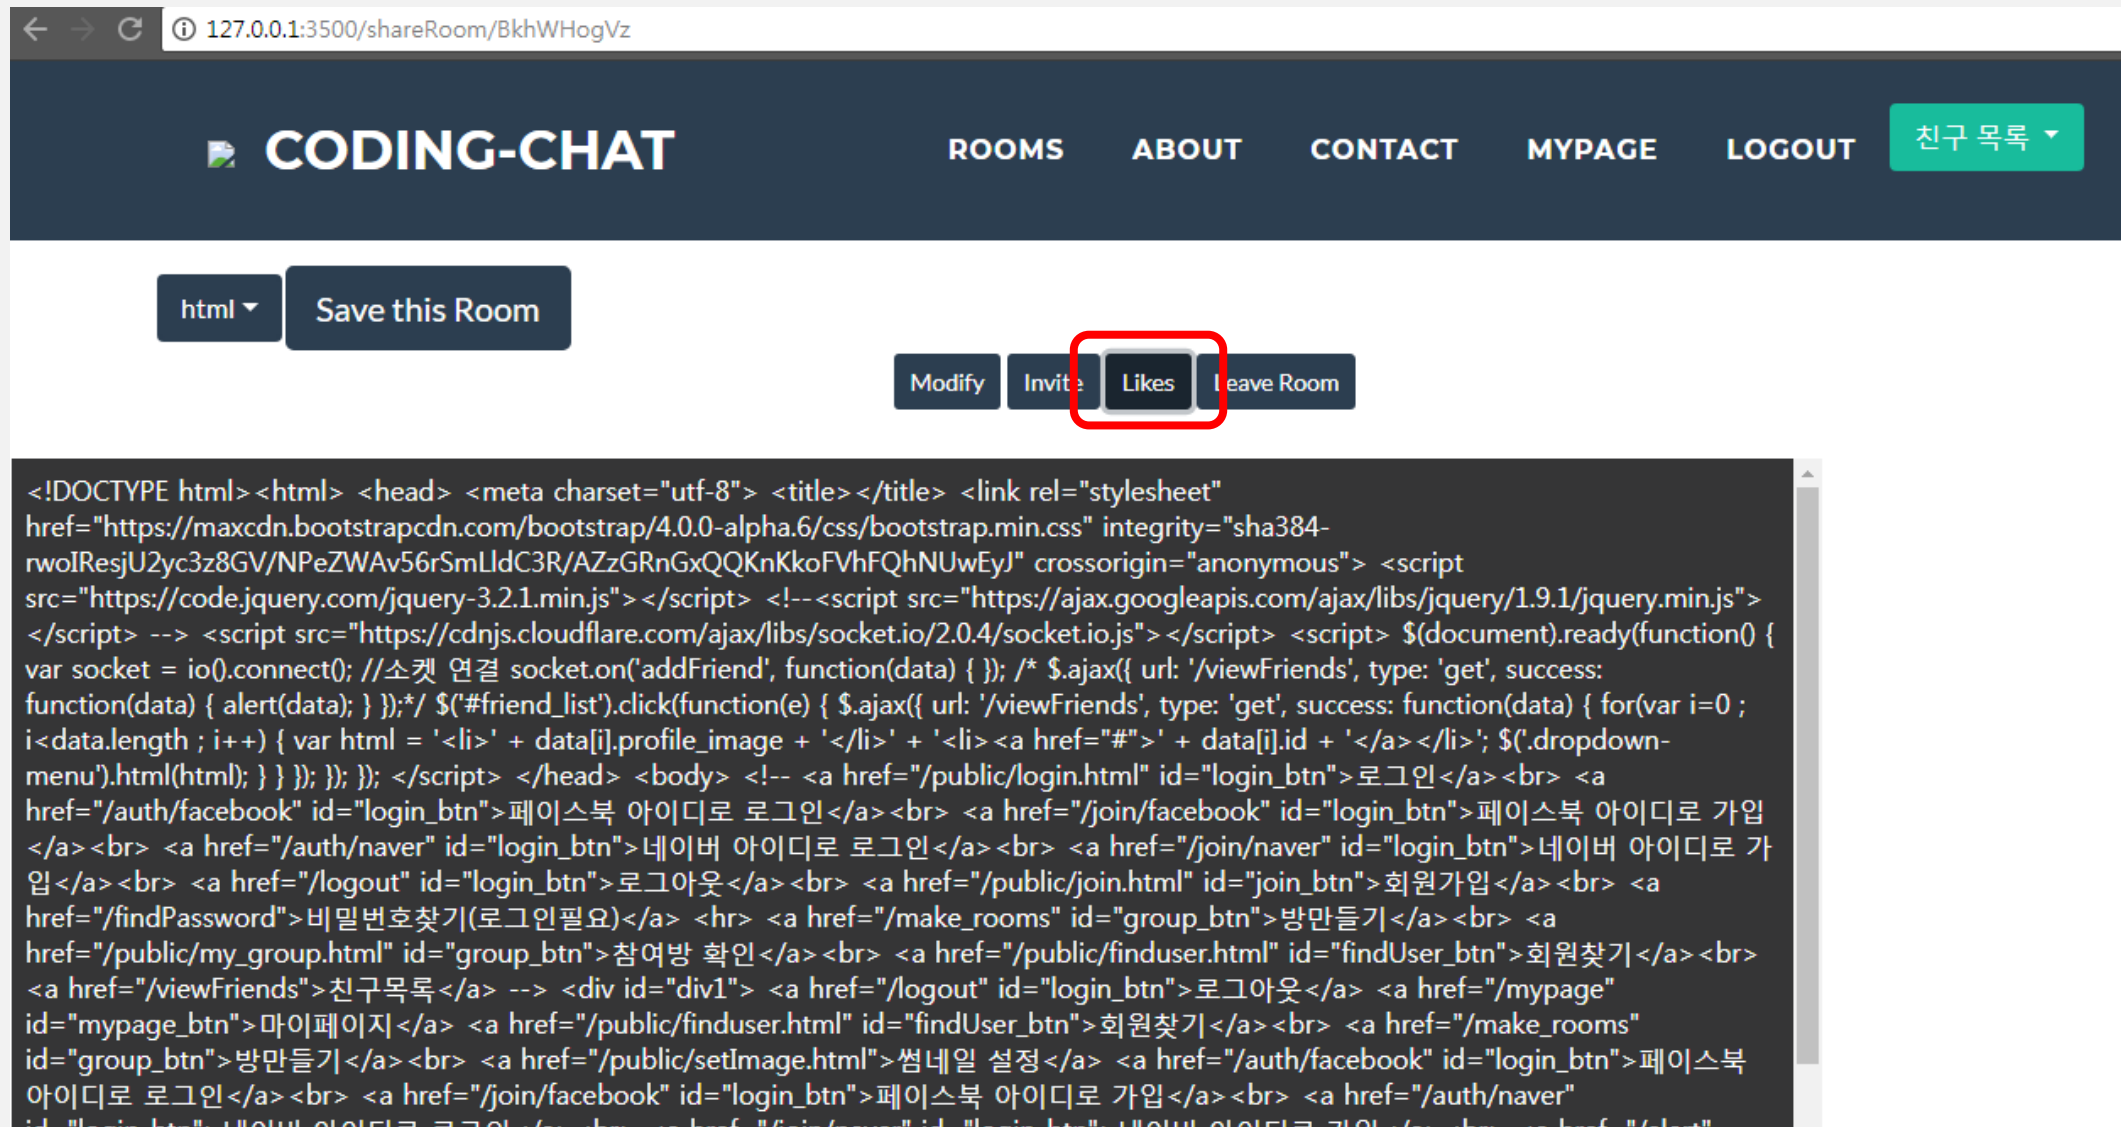 127.0.0.1:3500/shareRoom/BkhWHogVz
CODING-CHAT
ROOMS
ABOUT
CONTACT
MYPAGE
LOGOUT
친구 목록
html
Save this Room
Modify
Invite
Likes
Leave Room
<!DOCTYPE html><html> <head> <meta charset="utf-8"> <title></title> <link rel="stylesheet"
href="https://maxcdn.bootstrapcdn.com/bootstrap/4.0.0-alpha.6/css/bootstrap.min.css" integrity="sha384-
rwoIResjU2yc3z8GV/NPeZWAv56rSmLldC3R/AZzGRnGxQQKnKkoFVhFQhNUwEyJ" crossorigin="anonymous"> <script
src="https://code.jquery.com/jquery-3.2.1.min.js"></script> <!--<script src="https://ajax.googleapis.com/ajax/libs/jquery/1.9.1/jquery.min.js">
</script> --> <script src="https://cdnjs.cloudflare.com/ajax/libs/socket.io/2.0.4/socket.io.js"></script> <script> $(document).ready(function() {
var socket = io().connect(); //소켓 연결 socket.on('addFriend', function(data) { }); /* $.ajax({ url: '/viewFriends', type: 'get', success:
function(data) { alert(data); } });*/ $('#friend_list').click(function(e) { $.ajax({ url: '/viewFriends', type: 'get', success: function(data) { for(var i=0 ;
i<data.length ; i++) { var html = '<li>' + data[i].profile_image + '</li>' + '<li><a href="#">' + data[i].id + '</a></li>'; $('.dropdown-
menu').html(html); } } }); }); }); </script> </head> <body> <!-- <a href="/public/login.html" id="login_btn">로그인</a><br> <a
href="/auth/facebook" id="login_btn">페이스북 아이디로 로그인</a><br> <a href="/join/facebook" id="login_btn">페이스북 아이디로 가입
</a><br> <a href="/auth/naver" id="login_btn">네이버 아이디로 로그인</a><br> <a href="/join/naver" id="login_btn">네이버 아이디로 가
입</a><br> <a href="/logout" id="login_btn">로그아웃</a><br> <a href="/public/join.html" id="join_btn">회원가입</a><br> <a
href="/findPassword">비밀번호찾기(로그인필요)</a> <hr> <a href="/make_rooms" id="group_btn">방만들기</a><br> <a
href="/public/my_group.html" id="group_btn">참여방 확인</a><br> <a href="/public/finduser.html" id="findUser_btn">회원찾기</a><br>
<a href="/viewFriends">친구목록</a> --> <div id="div1"> <a href="/logout" id="login_btn">로그아웃</a> <a href="/mypage"
id="mypage_btn">마이페이지</a> <a href="/public/finduser.html" id="findUser_btn">회원찾기</a><br> <a href="/make_rooms"
id="group_btn">방만들기</a><br> <a href="/public/setImage.html">썸네일 설정</a> <a href="/auth/facebook" id="login_btn">페이스북
아이디로 로그인</a><br> <a href="/join/facebook" id="login_btn">페이스북 아이디로 가입</a><br> <a href="/auth/naver"